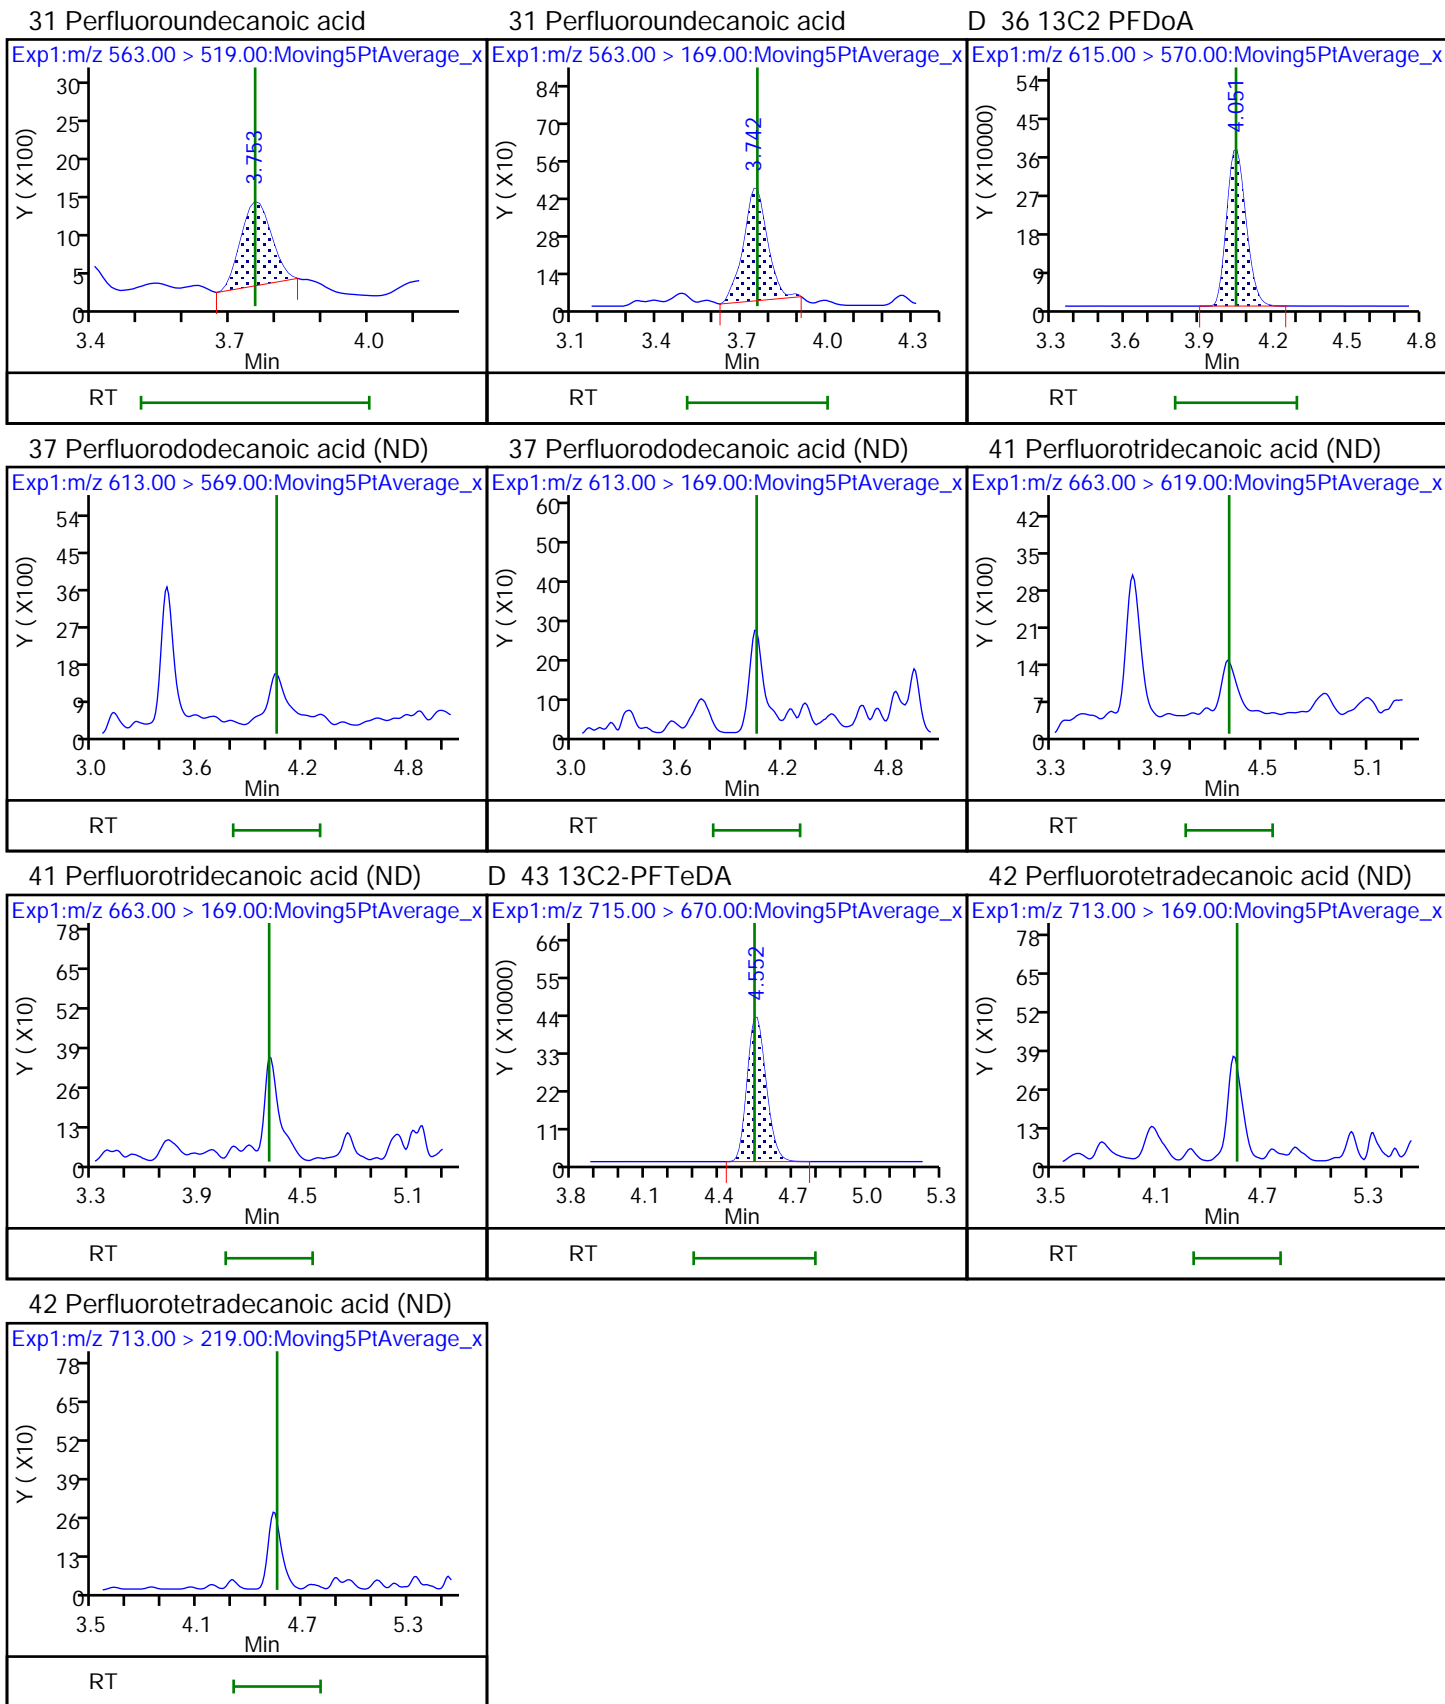 31 Perfluoroundecanoic acid
Exp1:m/z 563.00 > 519.00:Moving5PtAverage_x
Y ( X100)
30
25
20
15
10
5
0
3.753
3.4 3.7 4.0
Min
RT
31 Perfluoroundecanoic acid
Exp1:m/z 563.00 > 169.00:Moving5PtAverage_x
Y ( X10)
84
70
56
42
28
14
0
3.742
3.1 3.4 3.7 4.0 4.3
Min
RT
D 36 13C2 PFDoA
Exp1:m/z 615.00 > 570.00:Moving5PtAverage_x
Y ( X10000)
54
45
36
27
18
9
0
4.051
3.3 3.6 3.9 4.2 4.5 4.8
Min
RT
37 Perfluorododecanoic acid (ND)
Exp1:m/z 613.00 > 569.00:Moving5PtAverage_x
Y ( X100)
54
45
36
27
18
9
0
3.0 3.6 4.2 4.8
Min
RT
37 Perfluorododecanoic acid (ND)
Exp1:m/z 613.00 > 169.00:Moving5PtAverage_x
Y ( X10)
60
50
40
30
20
10
0
3.0 3.6 4.2 4.8
Min
RT
41 Perfluorotridecanoic acid (ND)
Exp1:m/z 663.00 > 619.00:Moving5PtAverage_x
Y ( X100)
42
35
28
21
14
7
0
3.3 3.9 4.5 5.1
Min
RT
41 Perfluorotridecanoic acid (ND)
Exp1:m/z 663.00 > 169.00:Moving5PtAverage_x
Y ( X10)
78
65
52
39
26
13
0
3.3 3.9 4.5 5.1
Min
RT
D 43 13C2-PFTeDA
Exp1:m/z 715.00 > 670.00:Moving5PtAverage_x
Y ( X10000)
66
55
44
33
22
11
0
4.552
3.8 4.1 4.4 4.7 5.0 5.3
Min
RT
42 Perfluorotetradecanoic acid (ND)
Exp1:m/z 713.00 > 169.00:Moving5PtAverage_x
Y ( X10)
78
65
52
39
26
13
0
3.5 4.1 4.7 5.3
Min
RT
42 Perfluorotetradecanoic acid (ND)
Exp1:m/z 713.00 > 219.00:Moving5PtAverage_x
Y ( X10)
78
65
52
39
26
13
0
3.5 4.1 4.7 5.3
Min
RT